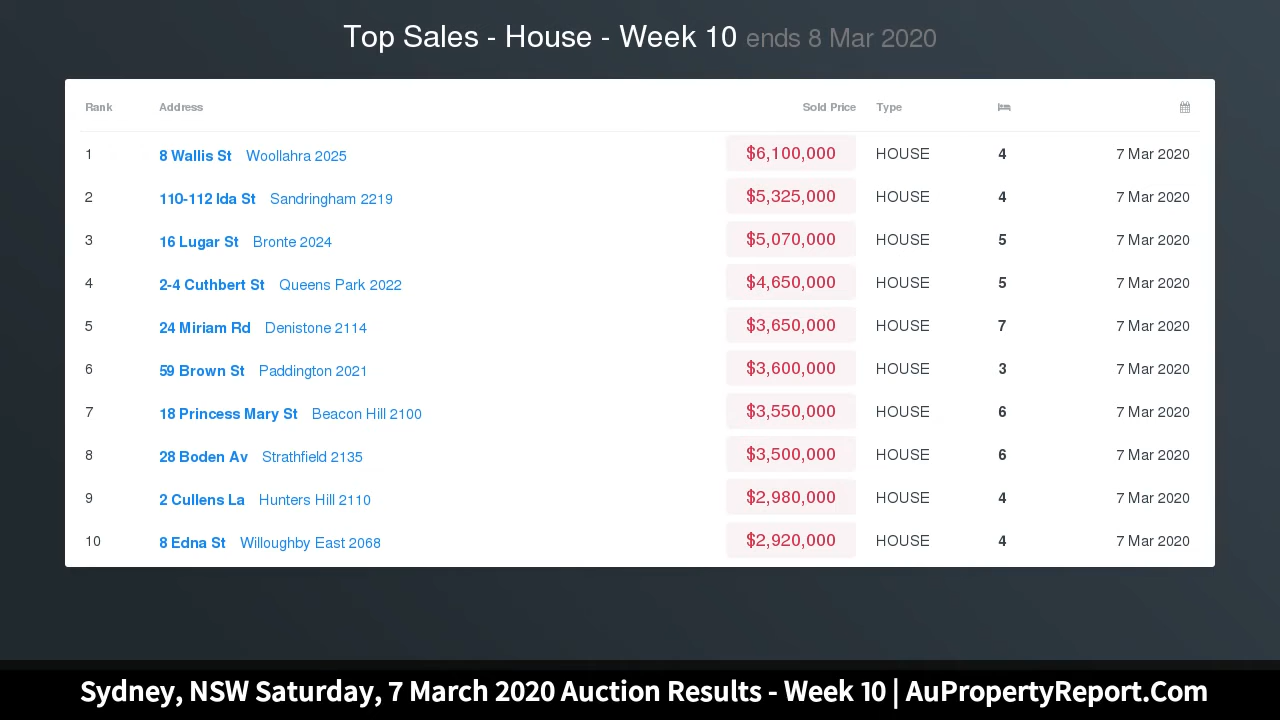 Top Sales - House - Week 10 ends 8 Mar 2020
Rank Address Sold Price Type
1 8 Wallis St Woollahra 2025 $6,100,000 HOUSE 4 7 Mar 2020
2 110-112 Ida St Sandringham 2219 $5,325,000 HOUSE 4 7 Mar 2020
3 16 Lugar St Bronte 2024 $5,070,000 HOUSE 5 7 Mar 2020
4 2-4 Cuthbert St Queens Park 2022 $4,650,000 HOUSE 5 7 Mar 2020
5 24 Miriam Rd Denistone 2114 $3,650,000 HOUSE 7 7 Mar 2020
6 59 Brown St Paddington 2021 $3,600,000 HOUSE 3 7 Mar 2020
7 18 Princess Mary St Beacon Hill 2100 $3,550,000 HOUSE 6 7 Mar 2020
8 28 Boden Av Strathfield 2135 $3,500,000 HOUSE 6 7 Mar 2020
9 2 Cullens La Hunters Hill 2110 $2,980,000 HOUSE 4 7 Mar 2020
10 8 Edna St Willoughby East 2068 $2,920,000 HOUSE 4 7 Mar 2020
Sydney, NSW Saturday, 7 March 2020 Auction Results - Week 10 | AuPropertyReport.Com